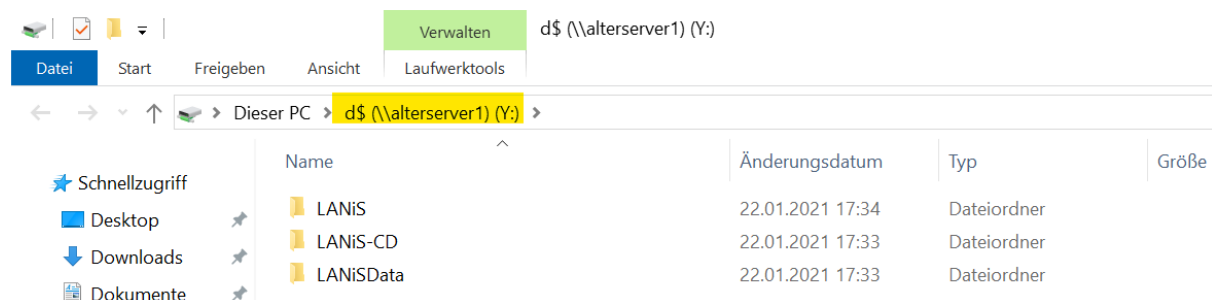 Verwalten d$ (\\alterserver1) (Y:)
Datei Start Freigeben Ansicht Laufwerktools
Dieser PC d$ (\\alterserver1) (Y:)
Name Änderungsdatum Typ Größe
Schnellzugriff
LANiS 22.01.2021 17:34 Dateiordner
Desktop
LANiS-CD 22.01.2021 17:33 Dateiordner
Downloads
LANiSData 22.01.2021 17:33 Dateiordner
Dokumente